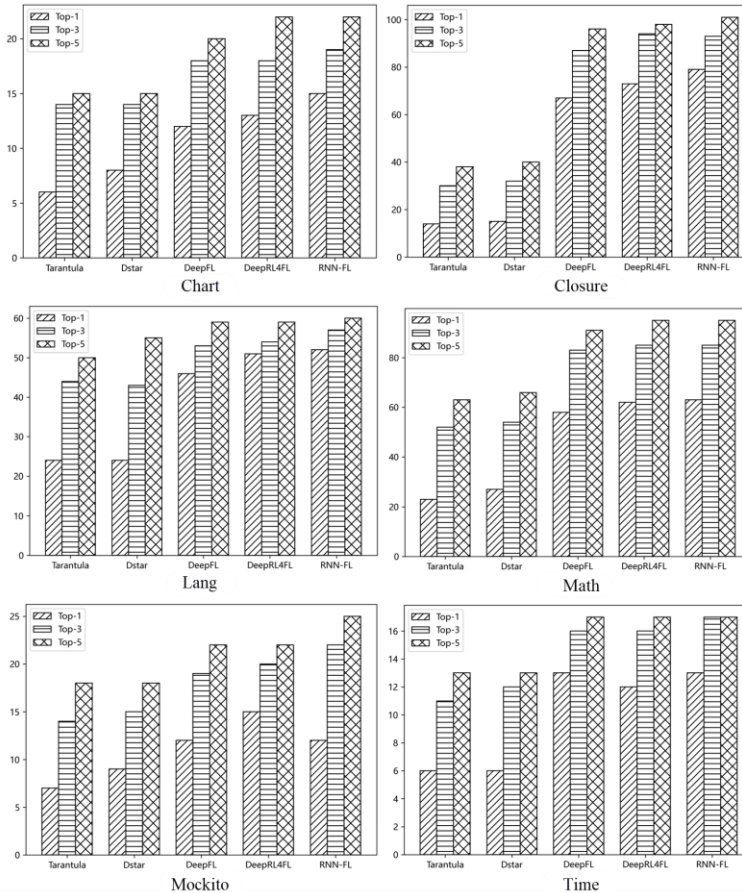 Top-1
Top-3
Top-5
20
15
10
5
0
Tarantula Dstar DeepFL DeepRL4FL RNN-FL
Chart
Top-1
Top-3
Top-5
100
80
60
40
20
0
Tarantula Dstar DeepFL DeepRL4FL RNN-FL
Closure
Top-1
Top-3
Top-5
60
50
40
30
20
10
0
Tarantula Dstar DeepFL DeepRL4FL RNN-FL
Lang
Top-1
Top-3
Top-5
80
60
40
20
0
Tarantula Dstar DeepFL DeepRL4FL RNN-FL
Math
Top-1
Top-3
Top-5
25
20
15
10
5
0
Tarantula Dstar DeepFL DeepRL4FL RNN-FL
Mockito
Top-1
Top-3
Top-5
16
14
12
10
8
6
4
2
0
Tarantula Dstar DeepFL DeepRL4FL RNN-FL
Time